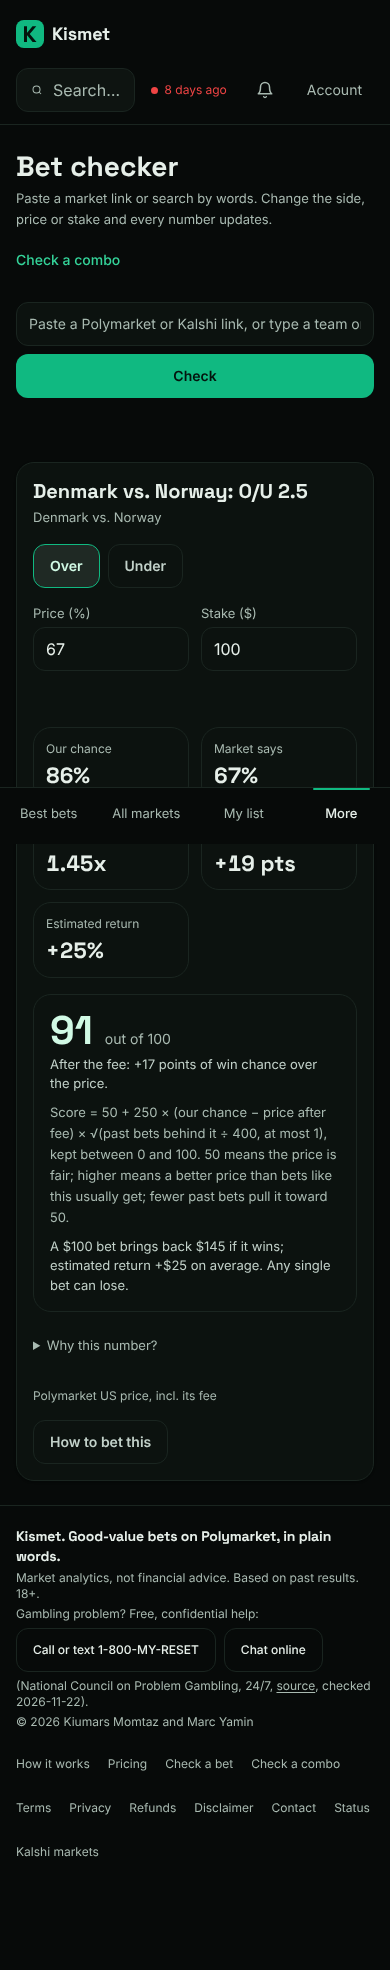 Kismet
Search...
8 days ago
Account
Bet checker
Paste a market link or search by words. Change the side,
price or stake and every number updates.
Check a combo
Paste a Polymarket or Kalshi link, or type a team o
Check
Denmark vs. Norway: O/U 2.5
Denmark vs. Norway
Over
Under
Price (%)
Stake ($)
67
100
Our chance
Market says
86%
67%
Best bets
All markets
My list
More
1.45x
+19 pts
Estimated return
+25%
91 out of 100
After the fee: +17 points of win chance over
the price.
Score = 50 + 250 × (our chance − price after
fee) × √(past bets behind it ÷ 400, at most 1),
kept between 0 and 100. 50 means the price is
fair; higher means a better price than bets like
this usually get; fewer past bets pull it toward
50.
A $100 bet brings back $145 if it wins;
estimated return +$25 on average. Any single
bet can lose.
Why this number?
Polymarket US price, incl. its fee
How to bet this
Kismet. Good-value bets on Polymarket, in plain
words.
Market analytics, not financial advice. Based on past results.
18+.
Gambling problem? Free, confidential help:
Call or text 1-800-MY-RESET
Chat online
(National Council on Problem Gambling, 24/7, source, checked
2026-11-22).
© 2026 Kiumars Momtaz and Marc Yamin
How it works
Pricing
Check a bet
Check a combo
Terms
Privacy
Refunds
Disclaimer
Contact
Status
Kalshi markets